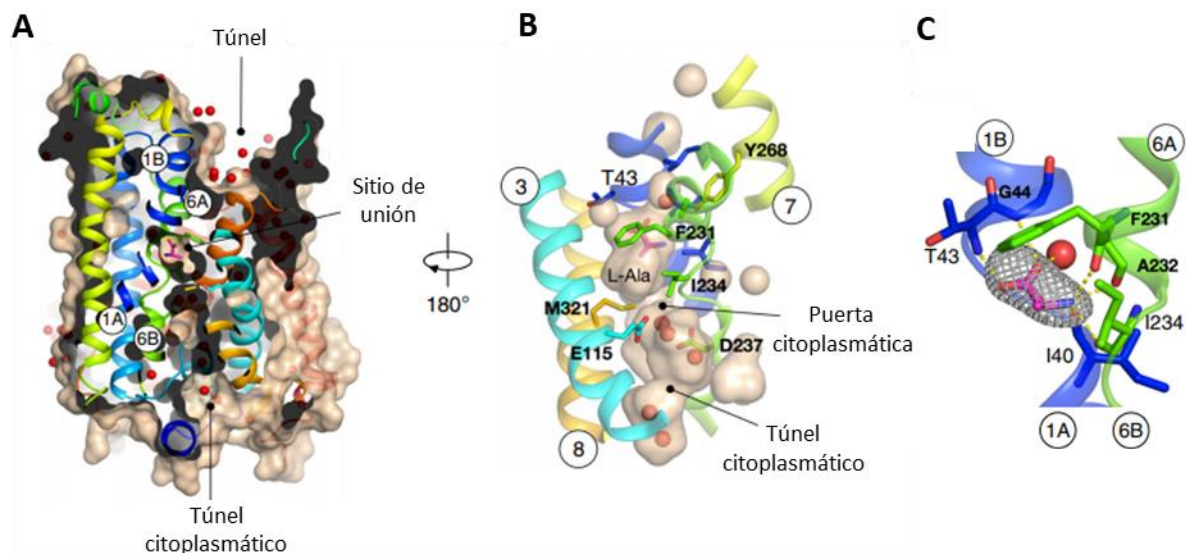 A
Túnel
1B
6A
Sitio de
unión
1A
6B
Túnel
citoplasmático
180°
B
3
T43
Y268
7
F231
L-Ala
I234
M321
E115
D237
Puerta
citoplasmática
Túnel
citoplasmático
8
C
1B
6A
G44
F231
T43
A232
I234
I40
1A
6B